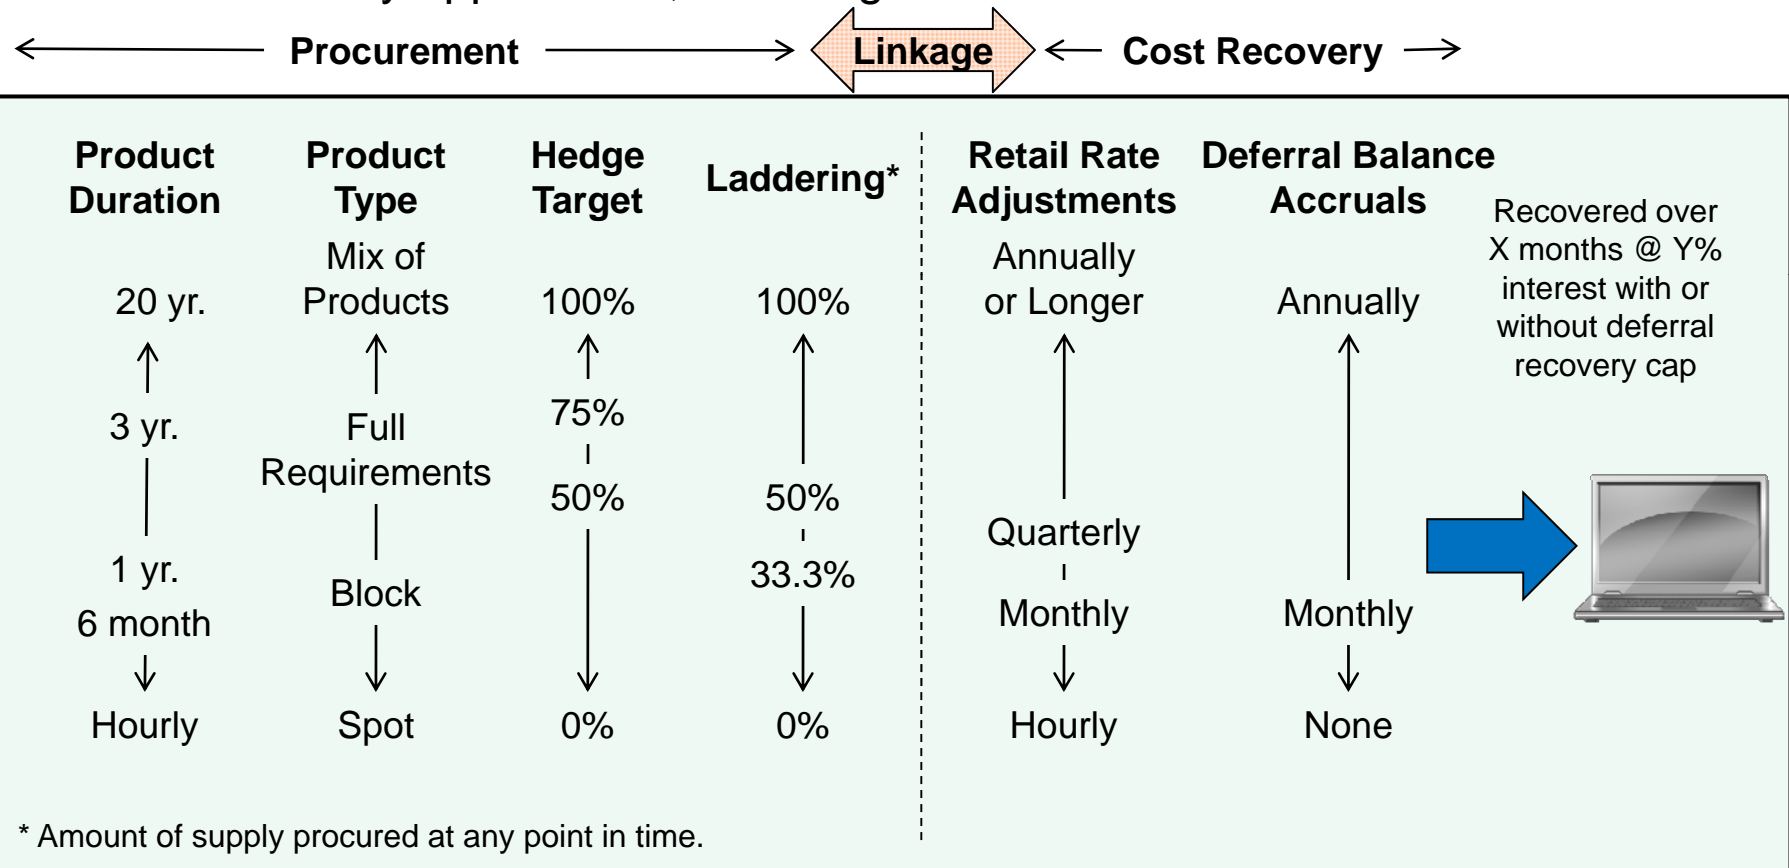 Procurement
Linkage
Cost Recovery
Product
Duration
20 yr.
3 yr.
1 yr.
6 month
Hourly
Product
Type
Mix of
Products
Full
Requirements
Block
Spot
Hedge
Target
100%
75%
50%
0%
Laddering*
100%
50%
33.3%
0%
Retail Rate
Adjustments
Annually
or Longer
Quarterly
Monthly
Hourly
Deferral Balance
Accruals
Annually
Monthly
None
Recovered over
X months @ Y%
interest with or
without deferral
recovery cap
* Amount of supply procured at any point in time.